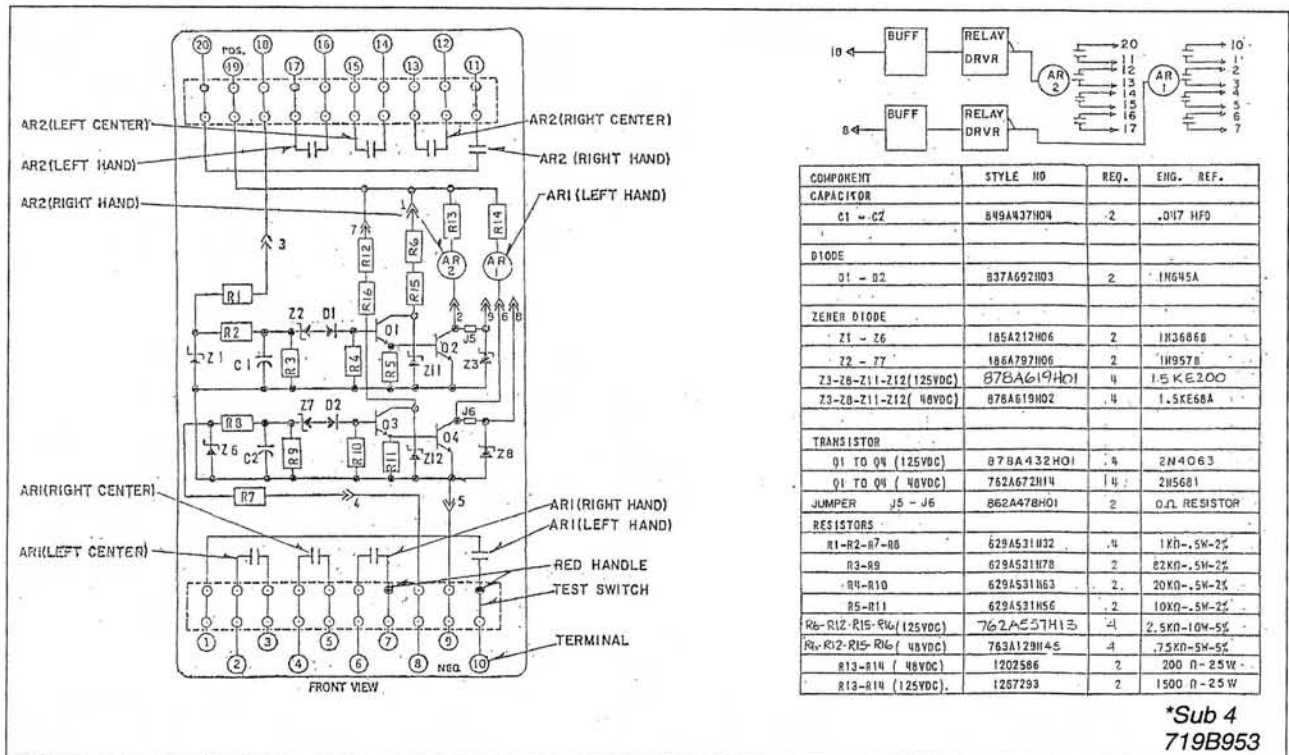 20 18 16 14 12
POS. 19 17 15 13 11
AR2(LEFT CENTER)
AR2(RIGHT CENTER)
AR2(LEFT HAND)
AR2 (RIGHT HAND)
AR2(RIGHT HAND)
AR1(LEFT HAND)
1
R13
R14
3
7
R12
R6
AR 2
AR 1
R16
R15
R1
2 9 6 8
Z2 D1
R2
Q1
Q2
J5
Z1
C1
R3
R4
R5
Z11
Z3
Z7 D2
R8
Q3
J6
Q4
Z6
C2
R9
R10
R11
Z12
Z8
AR1(RIGHT CENTER)
R7
4
5
AR1(RIGHT HAND)
AR1(LEFT HAND)
AR1(LEFT CENTER)
RED HANDLE
TEST SWITCH
1 3 5 7 9
TERMINAL
2 4 6 8 NEG. 10
FRONT VIEW
BUFF
RELAY
DRVR
18
AR 2
AR 1
20
11
12
13
14
15
16
17
10
1
2
3
4
5
6
7
BUFF
RELAY
DRVR
8
COMPONENT STYLE NO REQ. ENG. REF.
CAPACITOR
C1 - C2 849A437H04 2 .047 MFD
DIODE
D1 - D2 837A692H03 2 1N645A
ZENER DIODE
Z1 - Z6 185A212H06 2 1N3686B
Z2 - Z7 186A797H06 2 1N957B
Z3-Z8-Z11-Z12(125VDC) 878A619H01 4 1.5KE200
Z3-Z8-Z11-Z12( 48VDC) 878A619H02 4 1.5KE68A
TRANSISTOR
Q1 TO Q4 (125VDC) 878A432H01 4 2N4063
Q1 TO Q4 ( 48VDC) 762A672H14 4 2N5681
JUMPER J5 - J6 862A478H01 2 0Ω RESISTOR
RESISTORS
R1-R2-R7-R8 629A531H32 4 1KΩ-.5W-2%
R3-R9 629A531H78 2 82KΩ-.5W-2%
R4-R10 629A531H63 2 20KΩ-.5W-2%
R5-R11 629A531H56 2 10KΩ-.5W-2%
R6-R12-R15-R16(125VDC) 762A557H13 4 2.5KΩ-10W-5%
R6-R12-R15-R16( 48VDC) 763A129H45 4 .75KΩ-5W-5%
R13-R14 ( 48VDC) 1202586 2 200 Ω-25W
R13-R14 (125VDC). 1267293 2 1500 Ω-25W
*Sub 4
719B953